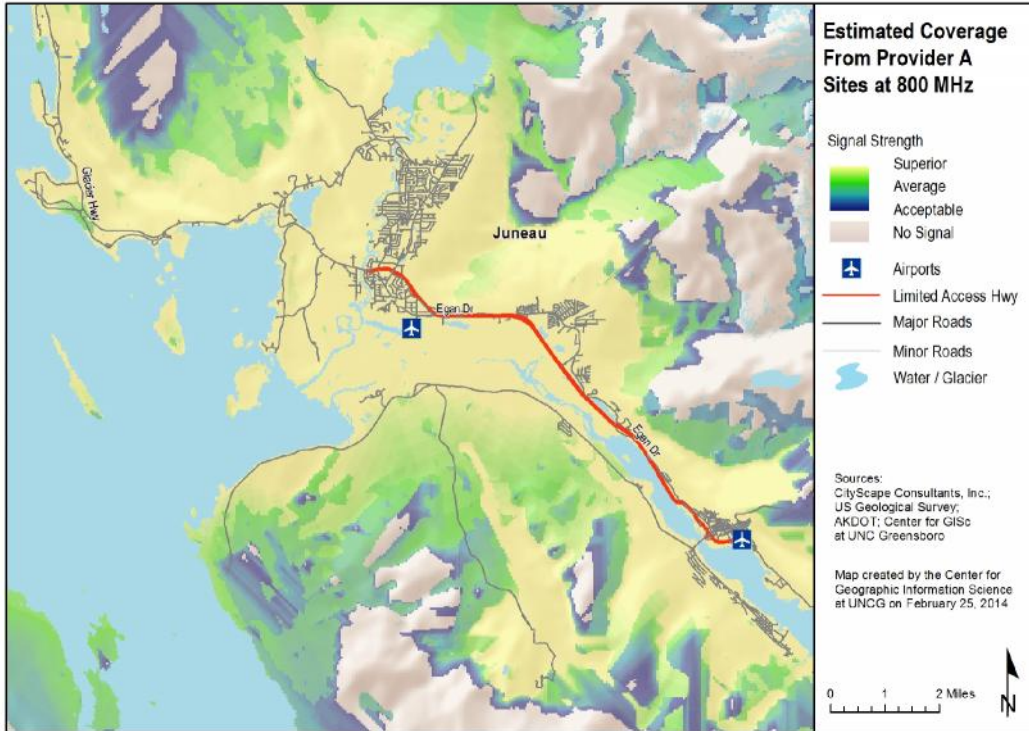 Estimated Coverage
From Provider A
Sites at 800 MHz
Signal Strength
Superior
Average
Acceptable
No Signal
Airports
Limited Access Hwy
Major Roads
Minor Roads
Water / Glacier
Glacier Hwy
Juneau
Egan Dr
Egan Dr
Sources:
CityScape Consultants, Inc.;
US Geological Survey;
AKDOT; Center for GISc
at UNC Greensboro
Map created by the Center for
Geographic Information Science
at UNCG on February 25, 2014
0 1 2 Miles
N